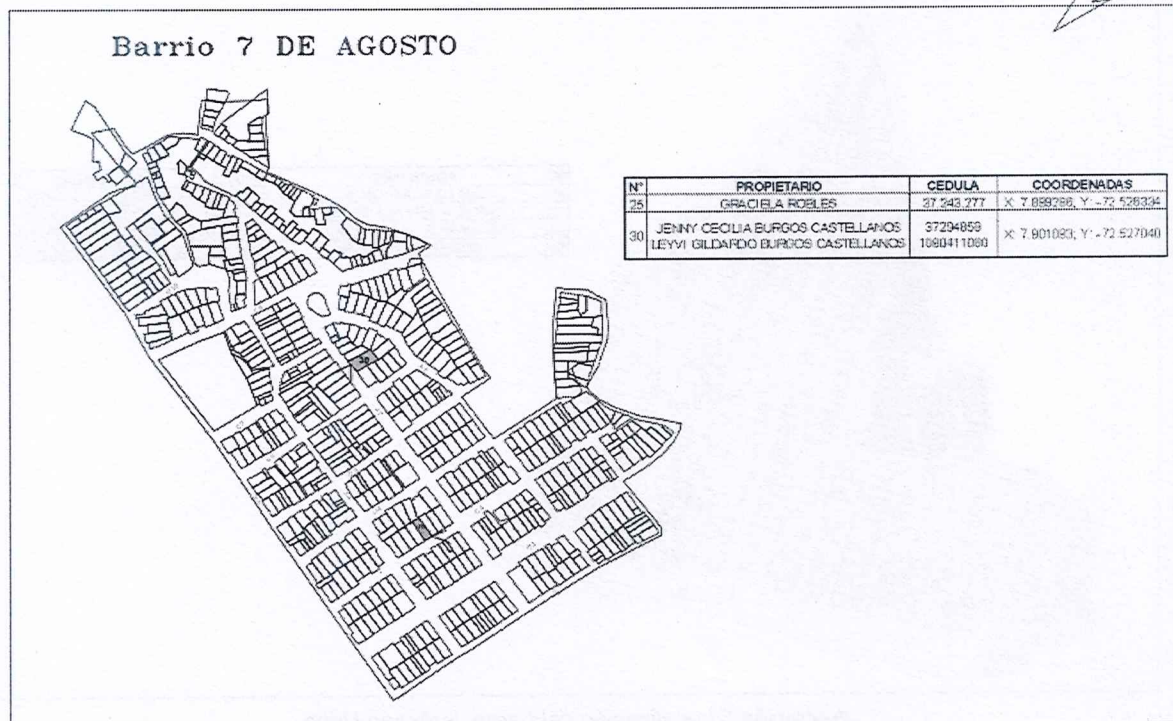 Barrio 7 DE AGOSTO
N° PROPIETARIO CEDULA COORDENADAS
25 GRACIELA ROBLES 37.243.277 X: 7.899286, Y: -72.526334
30 JENNY CECILIA BURGOS CASTELLANOS 37294859 X: 7.901093; Y: -72.527040
LEYVI GILDARDO BURGOS CASTELLANOS 1090411080
30